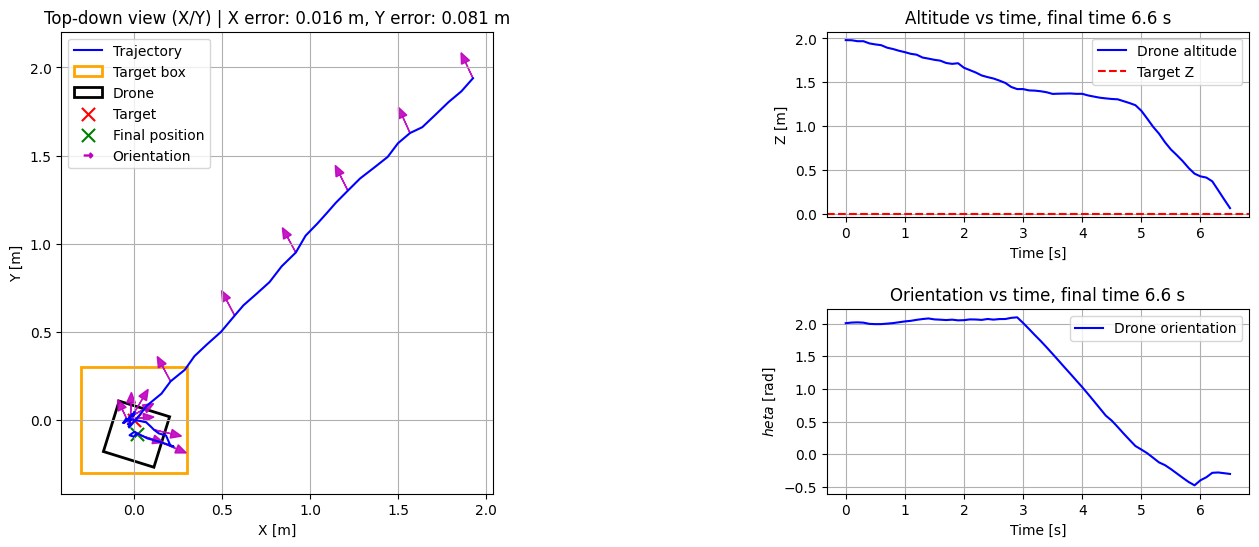 Top-down view (X/Y) | X error: 0.016 m, Y error: 0.081 m
Trajectory
Target box
Drone
Target
Final position
Orientation
2.0
1.5
1.0
0.5
0.0
Y [m]
0.0 0.5 1.0 1.5 2.0
X [m]
Altitude vs time, final time 6.6 s
Drone altitude
Target Z
2.0
1.5
1.0
0.5
0.0
Z [m]
0 1 2 3 4 5 6
Time [s]
Orientation vs time, final time 6.6 s
Drone orientation
2.0
1.5
1.0
0.5
0.0
−0.5
heta [rad]
0 1 2 3 4 5 6
Time [s]